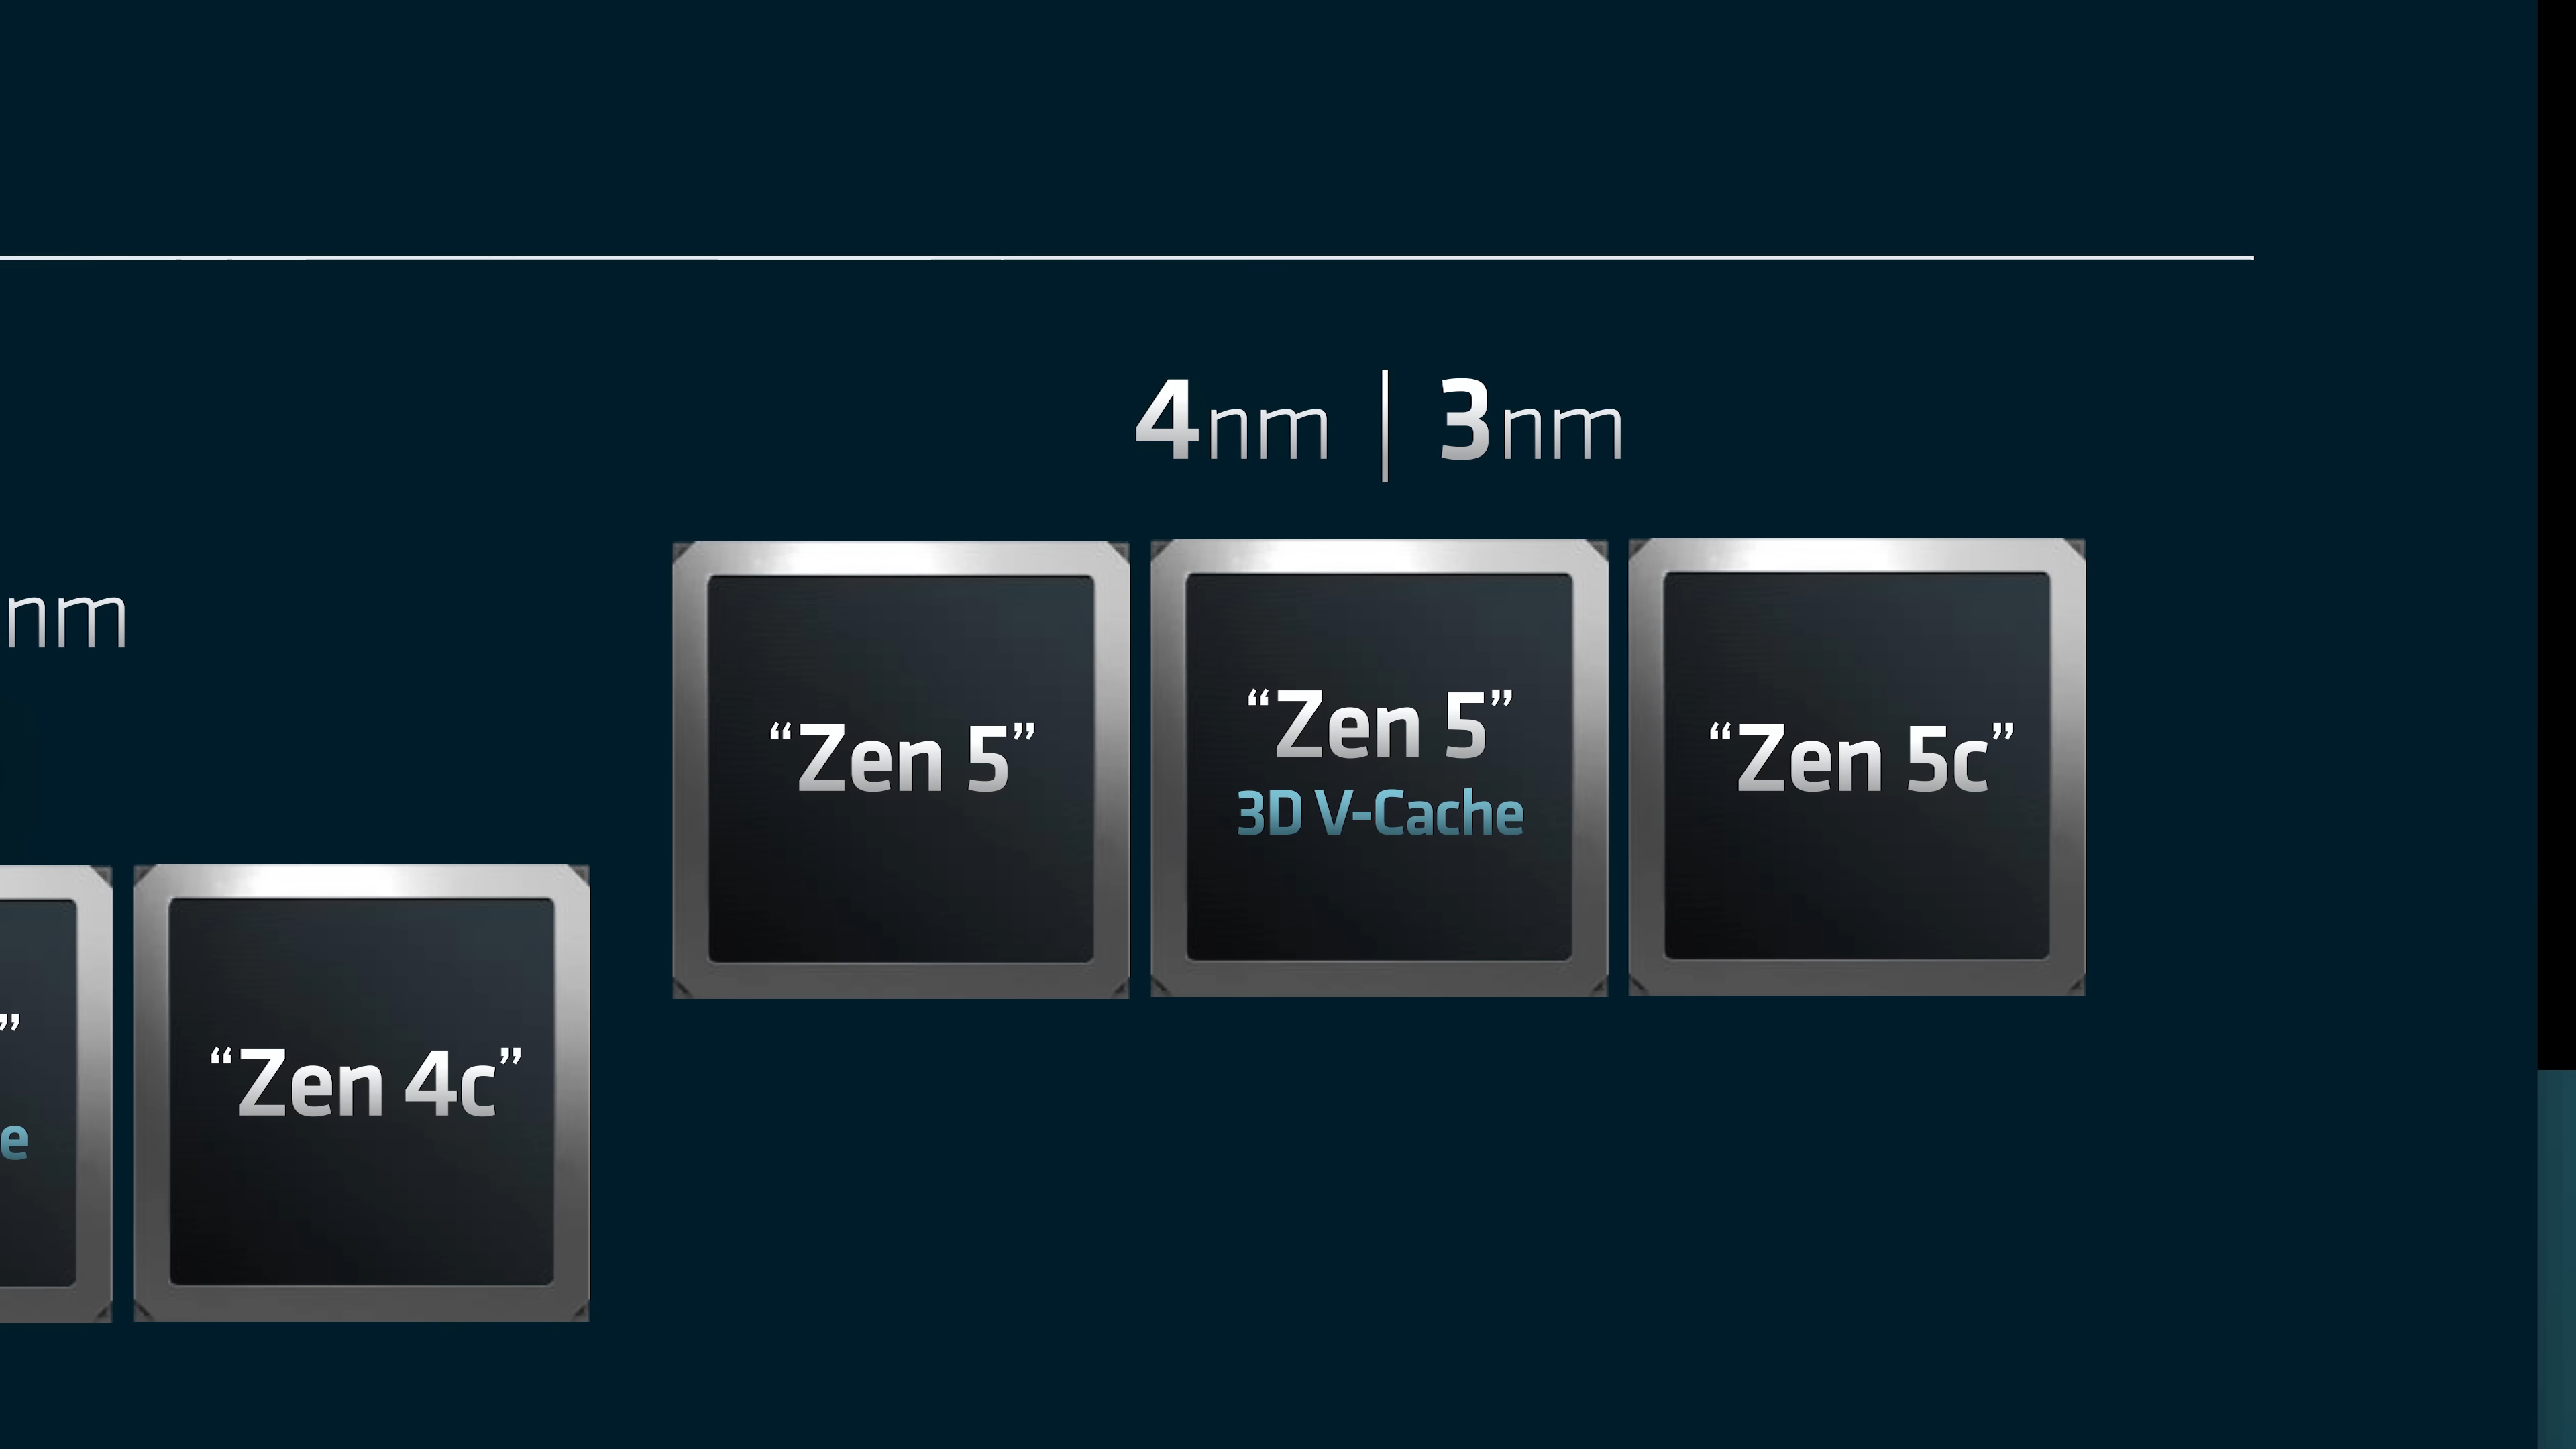 4nm | 3nm
nm
“Zen 5”
“Zen 5”
3D V-Cache
“Zen 5c”
”
e
“Zen 4c”